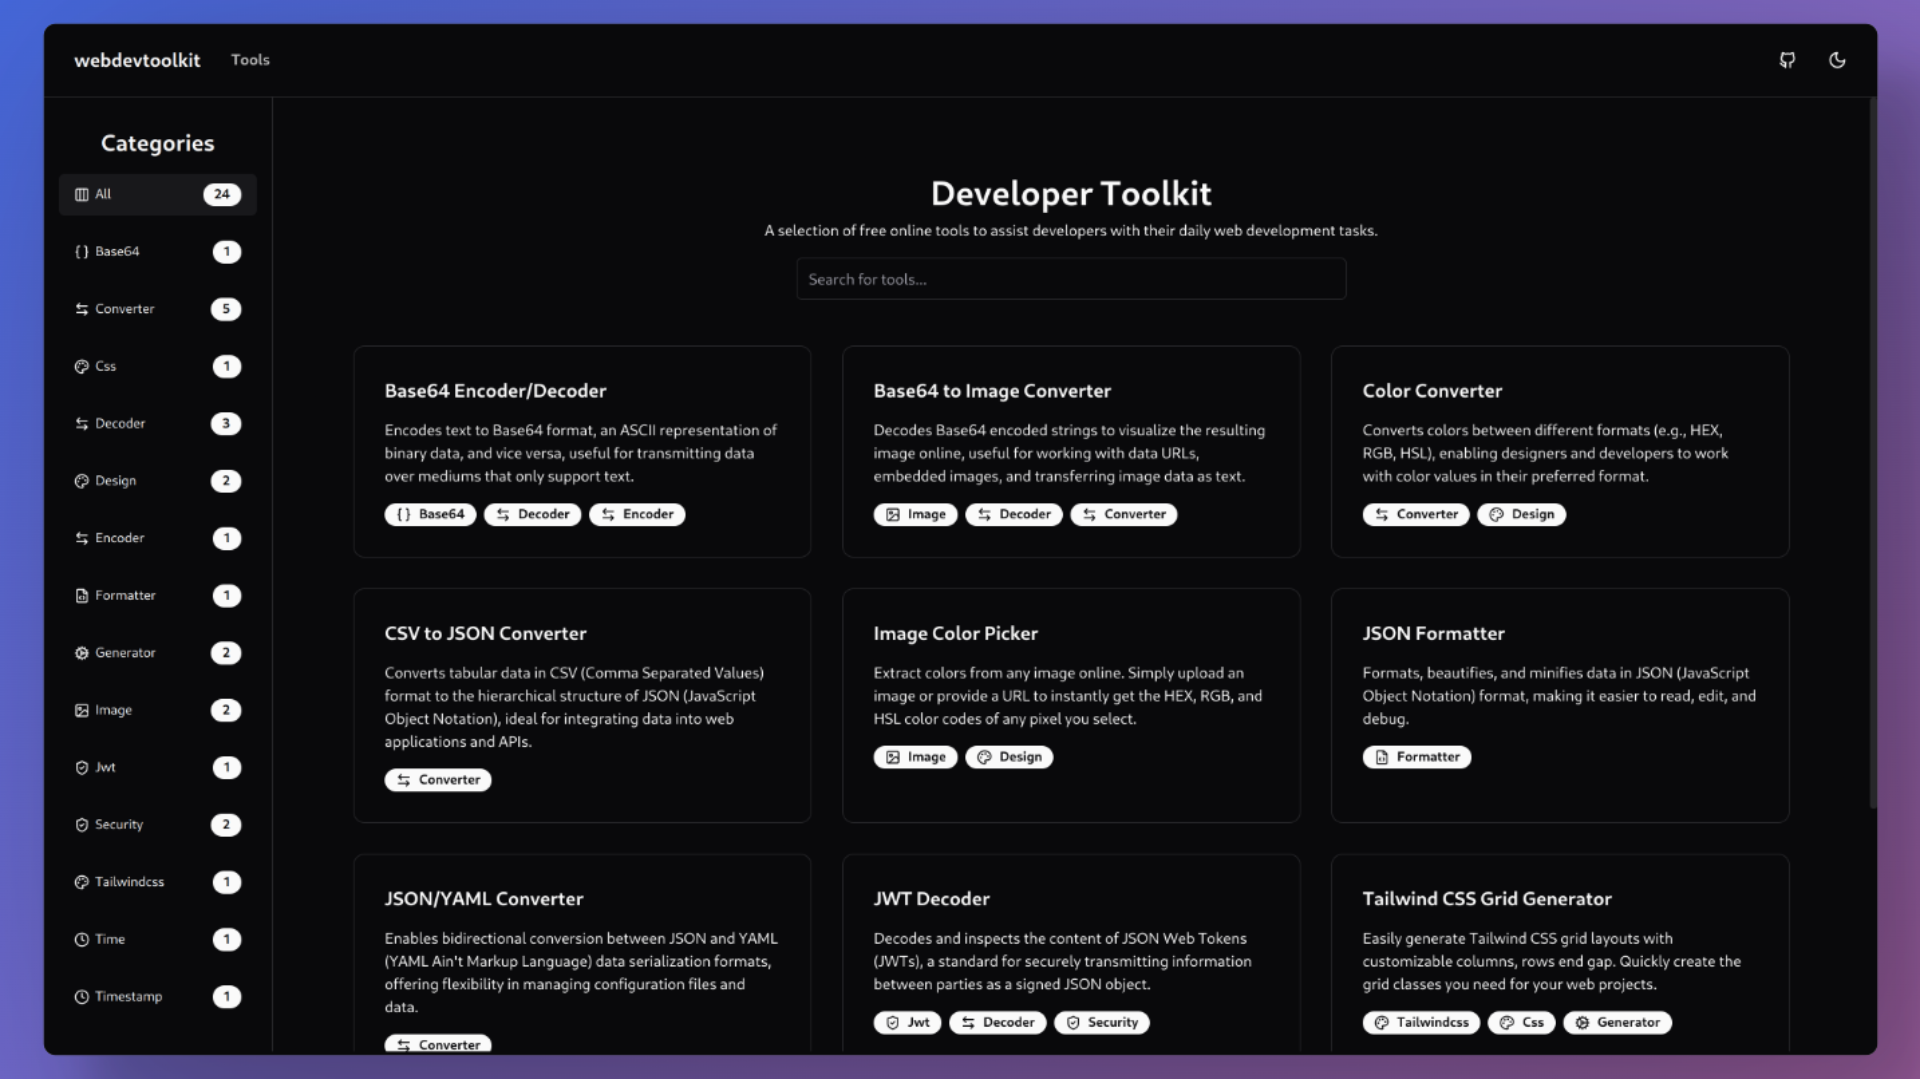 webdevtoolkit Tools
Categories
All 24
Base64 1
Converter 5
Css 1
Decoder 3
Design 2
Encoder 1
Formatter 1
Generator 2
Image 2
Jwt 1
Security 2
Tailwindcss 1
Time 1
Timestamp 1
Developer Toolkit
A selection of free online tools to assist developers with their daily web development tasks.
Search for tools...
Base64 Encoder/Decoder
Encodes text to Base64 format, an ASCII representation of
binary data, and vice versa, useful for transmitting data
over mediums that only support text.
Base64 Decoder Encoder
Base64 to Image Converter
Decodes Base64 encoded strings to visualize the resulting
image online, useful for working with data URLs,
embedded images, and transferring image data as text.
Image Decoder Converter
Color Converter
Converts colors between different formats (e.g., HEX,
RGB, HSL), enabling designers and developers to work
with color values in their preferred format.
Converter Design
CSV to JSON Converter
Converts tabular data in CSV (Comma Separated Values)
format to the hierarchical structure of JSON (JavaScript
Object Notation), ideal for integrating data into web
applications and APIs.
Converter
Image Color Picker
Extract colors from any image online. Simply upload an
image or provide a URL to instantly get the HEX, RGB, and
HSL color codes of any pixel you select.
Image Design
JSON Formatter
Formats, beautifies, and minifies data in JSON (JavaScript
Object Notation) format, making it easier to read, edit, and
debug.
Formatter
JSON/YAML Converter
Enables bidirectional conversion between JSON and YAML
(YAML Ain't Markup Language) data serialization formats,
offering flexibility in managing configuration files and
data.
Converter
JWT Decoder
Decodes and inspects the content of JSON Web Tokens
(JWTs), a standard for securely transmitting information
between parties as a signed JSON object.
Jwt Decoder Security
Tailwind CSS Grid Generator
Easily generate Tailwind CSS grid layouts with
customizable columns, rows end gap. Quickly create the
grid classes you need for your web projects.
Tailwindcss Css Generator